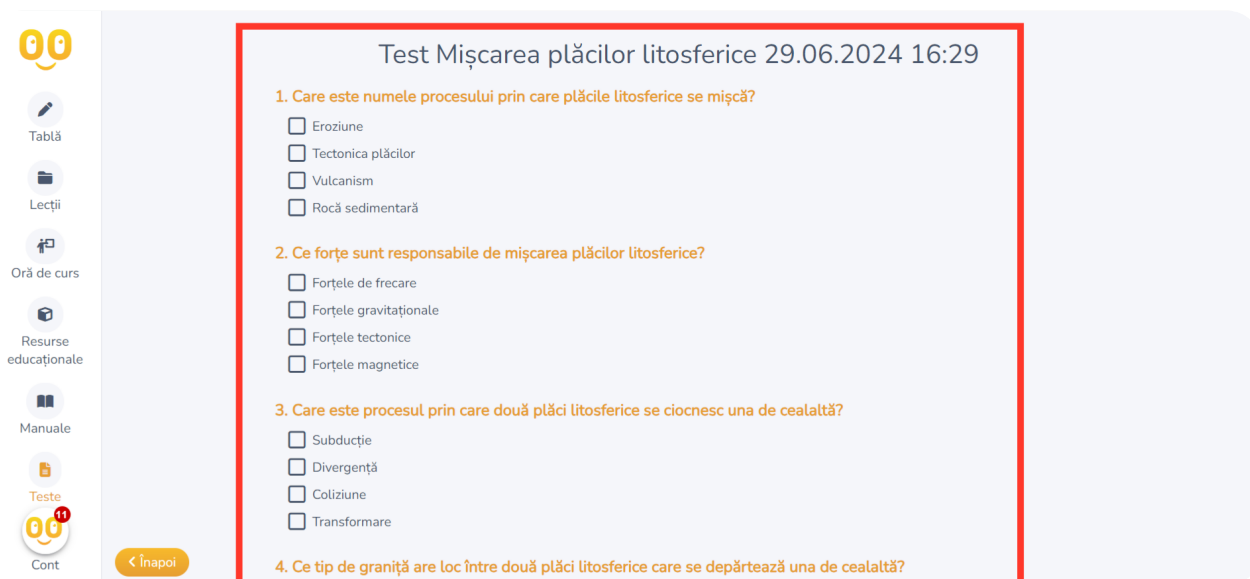 Test Mișcarea plăcilor litosferice 29.06.2024 16:29
1. Care este numele procesului prin care plăcile litosferice se mișcă?
Eroziune
Tectonica plăcilor
Vulcanism
Rocă sedimentară
2. Ce forțe sunt responsabile de mișcarea plăcilor litosferice?
Forțele de frecare
Forțele gravitaționale
Forțele tectonice
Forțele magnetice
3. Care este procesul prin care două plăci litosferice se ciocnesc una de cealaltă?
Subducție
Divergență
Coliziune
Transformare
4. Ce tip de graniță are loc între două plăci litosferice care se depărtează una de cealaltă?
Tablă
Lecții
Oră de curs
Resurse
educaționale
Manuale
Teste
11
Cont
Înapoi